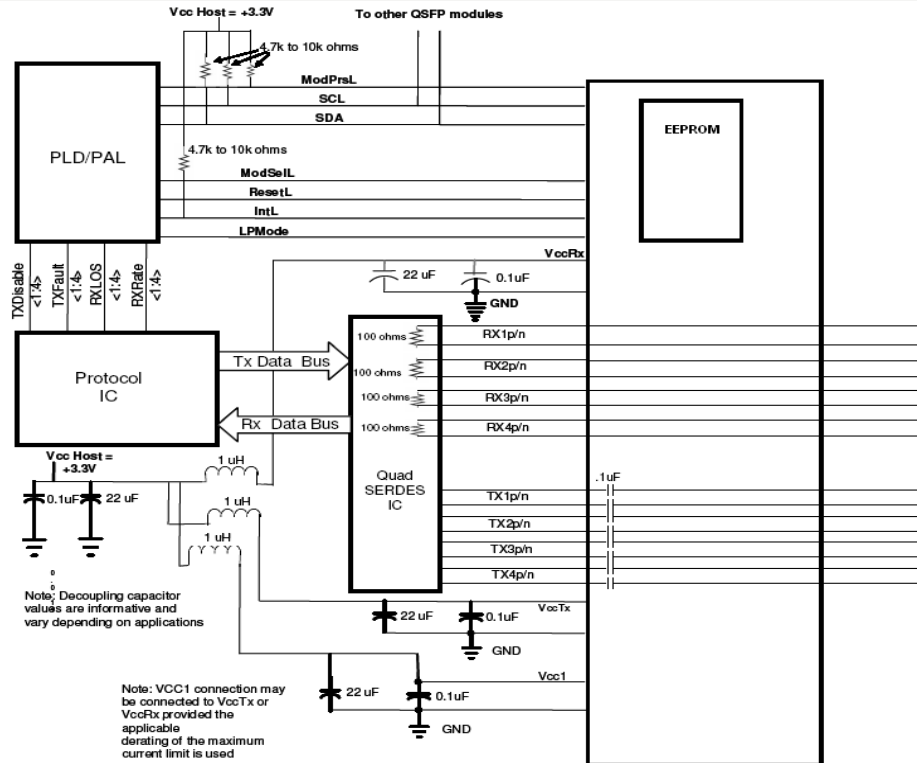 Vcc Host = +3.3V
To other QSFP modules
4.7k to 10k ohms
ModPrsL
SCL
SDA
EEPROM
PLD/PAL
4.7k to 10k ohms
ModSelL
ResetL
IntL
LPMode
VccRx
TXDisable
<1:4>
TXFault
<1:4>
RXLOS
<1:4>
RXRate
<1:4>
22 uF
0.1uF
GND
100 ohms
RX1p/n
Tx Data Bus
100 ohms
RX2p/n
Protocol
IC
100 ohms
RX3p/n
Rx Data Bus
100 ohms
RX4p/n
Vcc Host =
+3.3V
1 uH
Quad
SERDES
IC
.1uF
0.1uF
22 uF
TX1p/n
1 uH
TX2p/n
1 uH
TX3p/n
TX4p/n
Note: Decoupling capacitor
values are informative and
vary depending on applications
22 uF
0.1uF
VccTx
GND
Vcc1
Note: VCC1 connection may
be connected to VccTx or
VccRx provided the
applicable
derating of the maximum
current limit is used
22 uF
0.1uF
GND